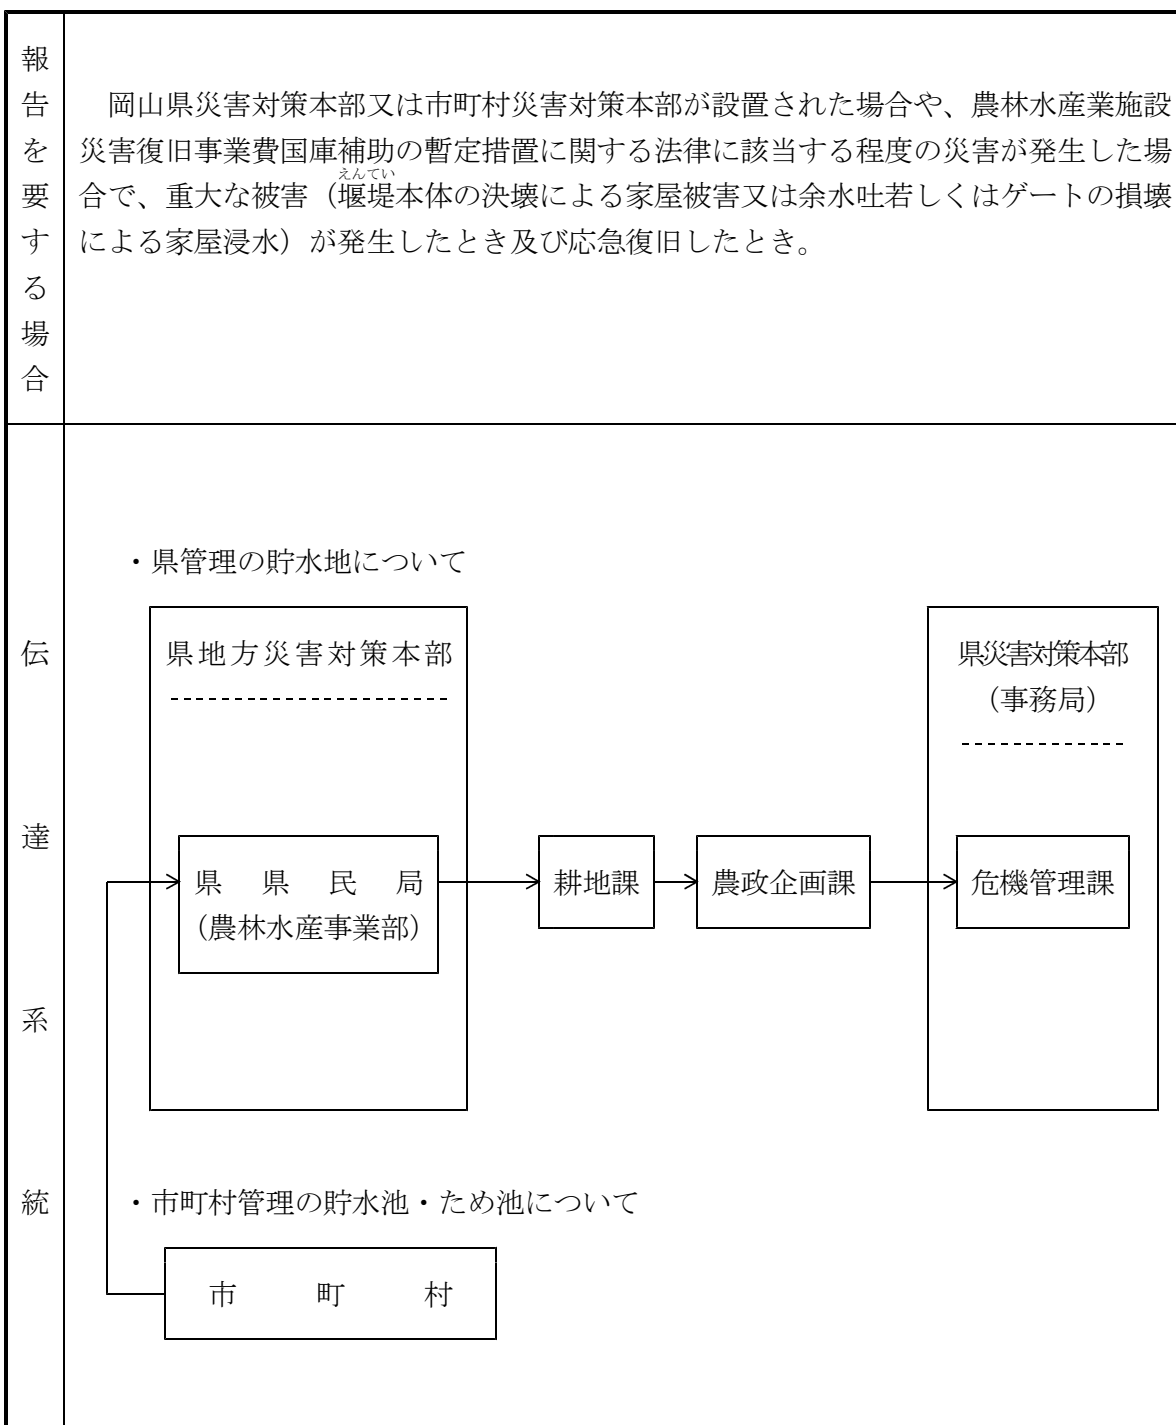 報告を要する場合
岡山県災害対策本部又は市町村災害対策本部が設置された場合や、農林水産業施設
災害復旧事業費国庫補助の暫定措置に関する法律に該当する程度の災害が発生した場
えんてい
合で、重大な被害（堰堤本体の決壊による家屋被害又は余水吐若しくはゲートの損壊
による家屋浸水）が発生したとき及び応急復旧したとき。
伝達系統
・県管理の貯水地について
県地方災害対策本部
県災害対策本部
（事務局）
県県民局
（農林水産事業部）
耕地課
農政企画課
危機管理課
・市町村管理の貯水池・ため池について
市町村